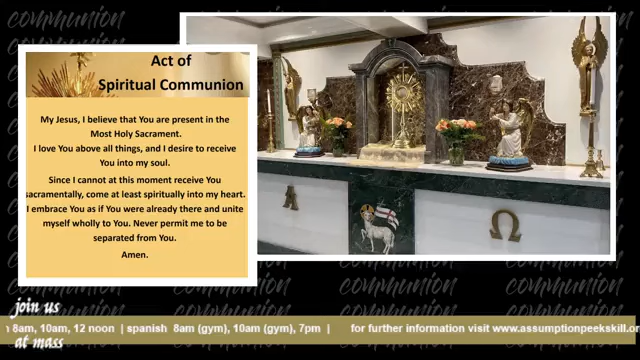 communion
Act of
Spiritual Communion
My Jesus, I believe that You are present in the
Most Holy Sacrament.
I love You above all things, and I desire to receive
You into my soul.
Since I cannot at this moment receive You
sacramentally, come at least spiritually into my heart.
I embrace You as if You were already there and unite
myself wholly to You. Never permit me to be
separated from You.
Amen.
Α
Ω
join us
8am, 10am, 12 noon | spanish 8am (gym), 10am (gym), 7pm | for further information visit www.assumptionpeekskill.or
at mass